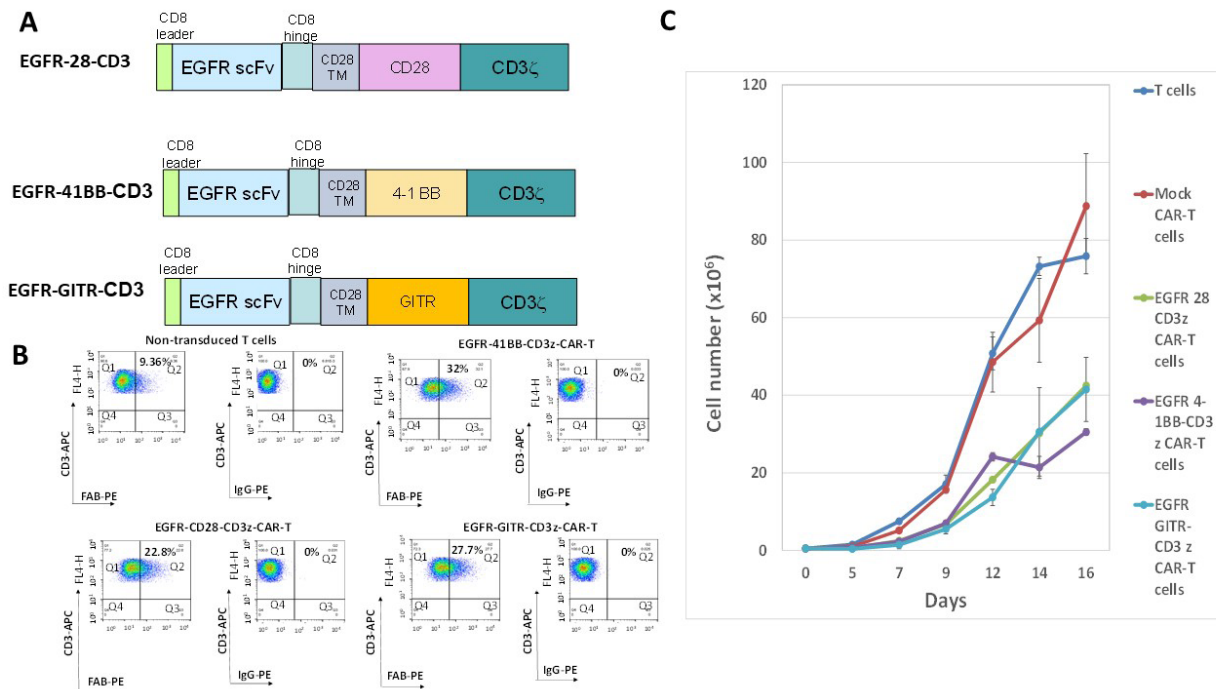 A
CD8
leader
CD8
hinge
EGFR-28-CD3
EGFR scFv
CD28
TM
CD28
CD3ζ
CD8
leader
CD8
hinge
EGFR-41BB-CD3
EGFR scFv
CD28
TM
4-1 BB
CD3ζ
CD8
leader
CD8
hinge
EGFR-GITR-CD3
EGFR scFv
CD28
TM
GITR
CD3ζ
B
Non-transduced T cells
EGFR-41BB-CD3z-CAR-T
CD3-APC
FL4-H
Q1
9.36%
Q2
Q4
Q3
FAB-PE
CD3-APC
FL4-H
Q1
0%
Q2
Q4
Q3
IgG-PE
CD3-APC
FL4-H
Q1
32%
Q2
Q4
Q3
FAB-PE
CD3-APC
FL4-H
Q1
0%
Q2
Q4
Q3
IgG-PE
EGFR-CD28-CD3z-CAR-T
EGFR-GITR-CD3z-CAR-T
CD3-APC
FL4-H
Q1
22.8%
Q2
Q4
Q3
FAB-PE
CD3-APC
FL4-H
Q1
0%
Q2
Q4
Q3
IgG-PE
CD3-APC
FL4-H
Q1
27.7%
Q2
Q4
Q3
FAB-PE
CD3-APC
FL4-H
Q1
0%
Q2
Q4
Q3
IgG-PE
C
Cell number (x10⁶)
120
100
80
60
40
20
0
0 5 7 9 12 14 16
Days
T cells
Mock
CAR-T
cells
EGFR 28
CD3z
CAR-T
cells
EGFR 4-
1BB-CD3
z CAR-T
cells
EGFR
GITR-
CD3 z
CAR-T
cells